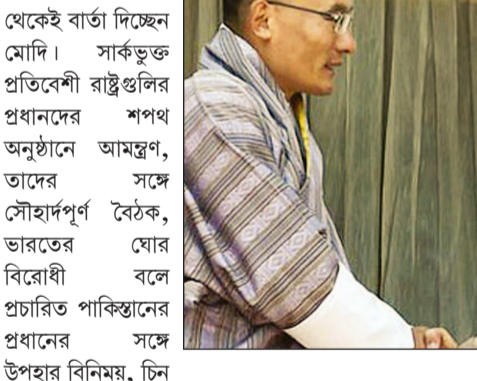 থেকেই বার্তা দিচ্ছেন
মোদি। সার্কভুক্ত
প্রতিবেশী রাষ্ট্রগুলির
প্রধানদের শপথ
অনুষ্ঠানে আমন্ত্রণ,
তাদের সঙ্গে
সৌহার্দপূর্ণ বৈঠক,
ভারতের ঘোর
বিরোধী বলে
প্রচারিত পাকিস্তানের
প্রধানের সঙ্গে
উপহার বিনিময়, চিন